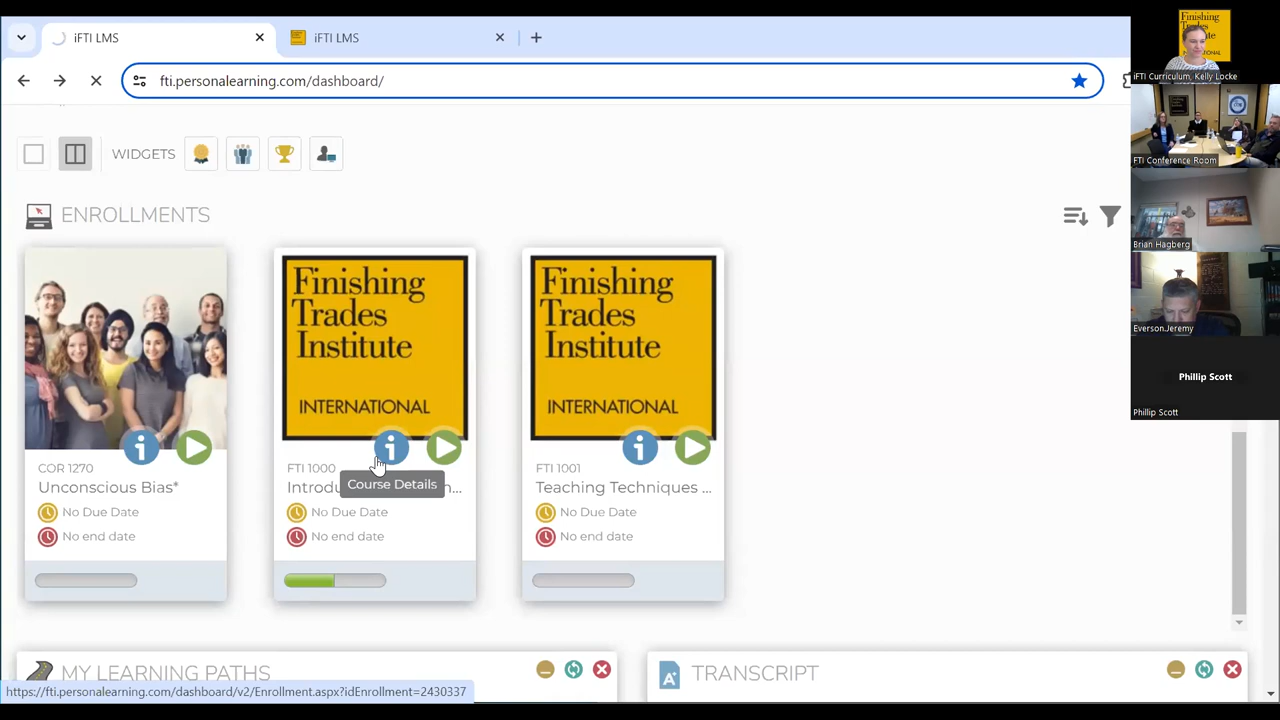 iFTI LMS
iFTI LMS
fti.personalearning.com/dashboard/
WIDGETS
ENROLLMENTS
Finishing
Trades
Institute
INTERNATIONAL
Finishing
Trades
Institute
INTERNATIONAL
COR 1270
Unconscious Bias*
No Due Date
No end date
FTI 1000
Introdu
n...
Course Details
No Due Date
No end date
FTI 1001
Teaching Techniques ...
No Due Date
No end date
MY LEARNING PATHS
TRANSCRIPT
https://fti.personalearning.com/dashboard/v2/Enrollment.aspx?idEnrollment=2430337
Finishing
Trades
INTERNATIONAL
iFTI Curriculum, Kelly Locke
FTI Conference Room
Brian Hagberg
Everson.Jeremy
Phillip Scott
Phillip Scott